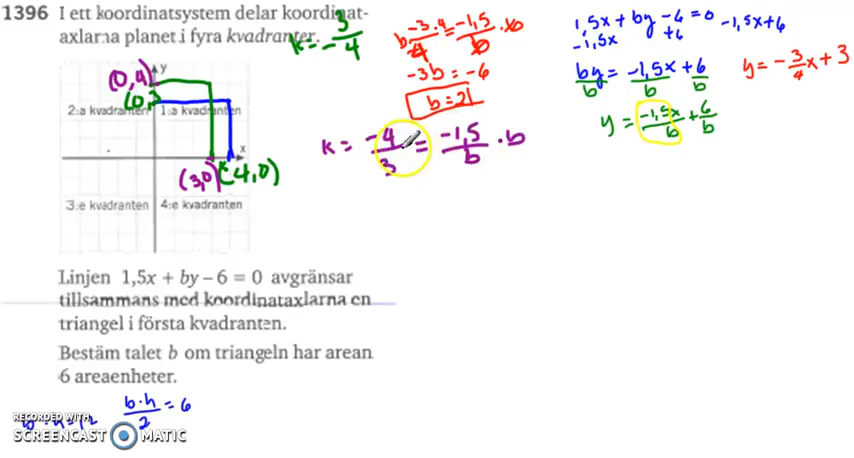 1396 I ett koordinatsystem delar koordinat-
axlarna planet i fyra kvadranter.
k = - 3/4
(0,4)
(0,3
y
2:a kvadranten
1:a kvadranten
x
(3,0)
(4,0)
3:e kvadranten
4:e kvadranten
Linjen 1,5x + by – 6 = 0 avgränsar
tillsammans med koordinataxlarna en
triangel i första kvadranten.
Bestäm talet b om triangeln har arean
6 areaenheter.
b·h/2 = 6
b·h = 12
b -3·4/4 = -1,5/b ·b
-3b = -6
b = 2
k = -4/3 = -1,5/b · b
1,5x + by - 6 = 0
-1,5x +6 -1,5x+6
by/b = -1,5x/b + 6/b
y = -1,5x/b + 6/b
y = - 3/4 x + 3
RECORDED WITH
SCREENCAST MATIC